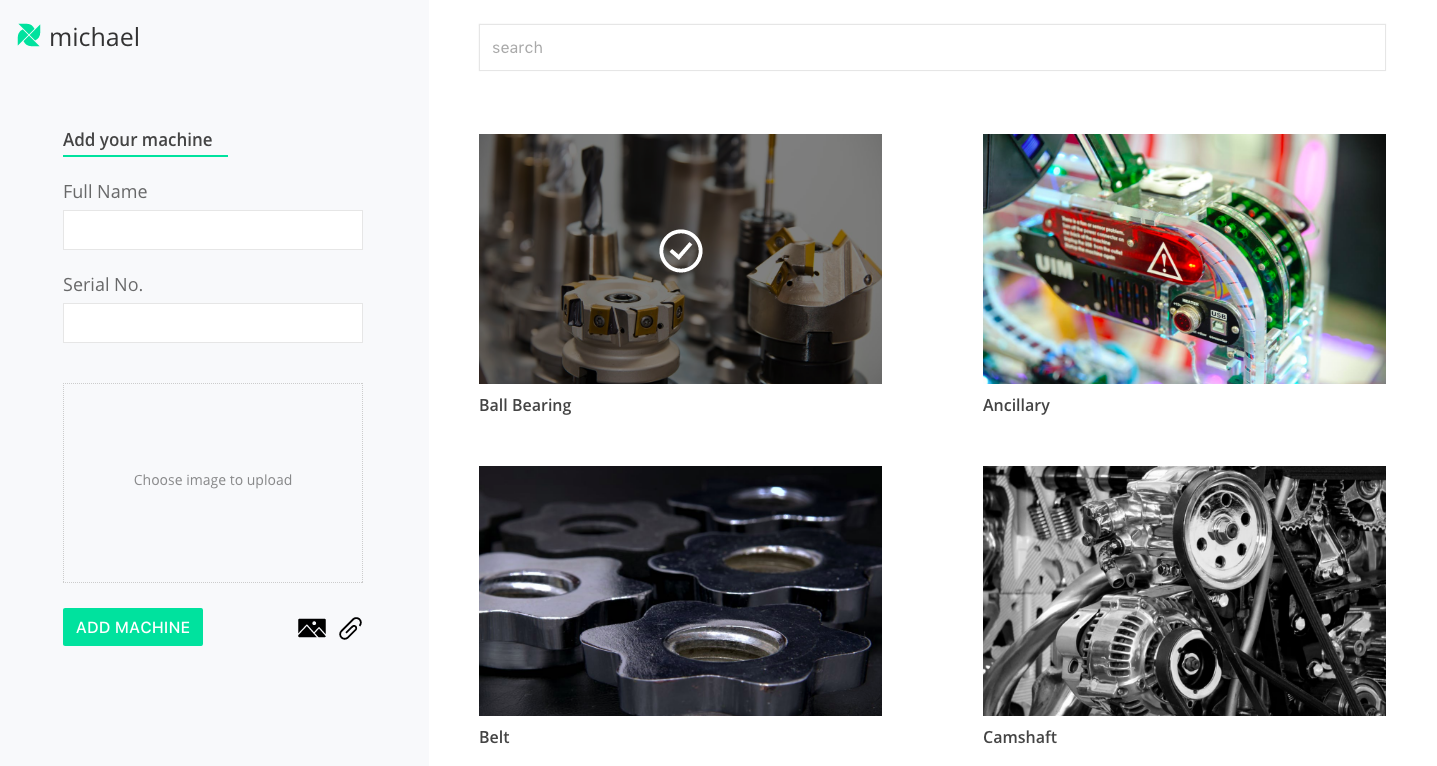 michael
Add your machine
Full Name
Serial No.
Choose image to upload
ADD MACHINE
search
Ball Bearing
UIM
USB
Ancillary
Belt
Camshaft